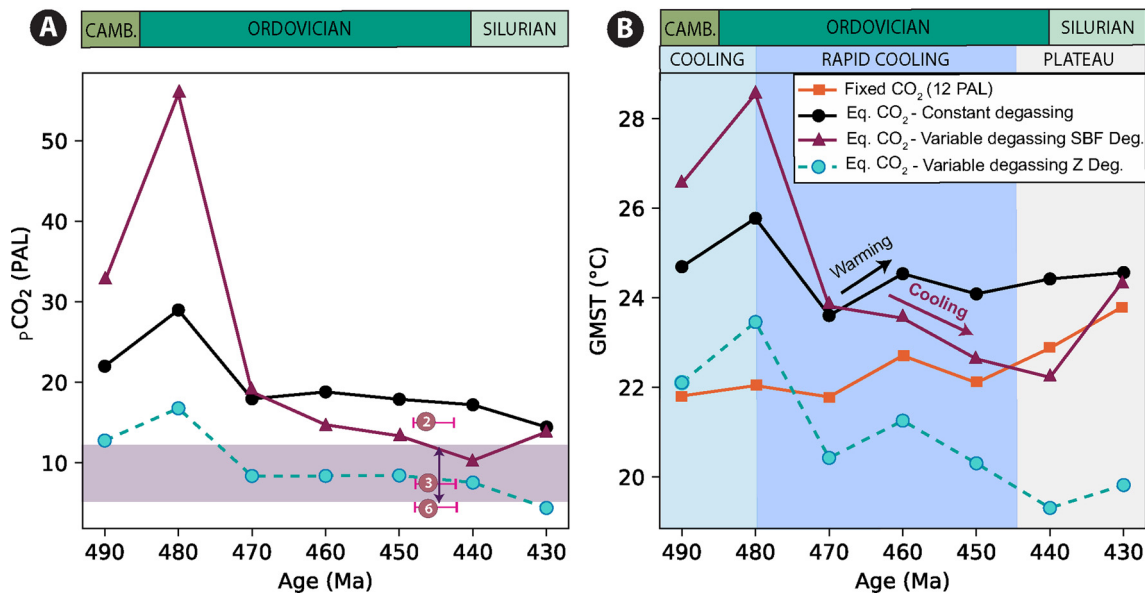 A
CAMB.
ORDOVICIAN
SILURIAN
pCO2 (PAL)
50
40
30
20
10
2
3
6
490
480
470
460
450
440
430
Age (Ma)
B
CAMB.
ORDOVICIAN
SILURIAN
COOLING
RAPID COOLING
PLATEAU
Fixed CO2 (12 PAL)
Eq. CO2 - Constant degassing
Eq. CO2 - Variable degassing SBF Deg.
Eq. CO2 - Variable degassing Z Deg.
GMST (°C)
28
26
24
22
20
Warming
Cooling
490
480
470
460
450
440
430
Age (Ma)